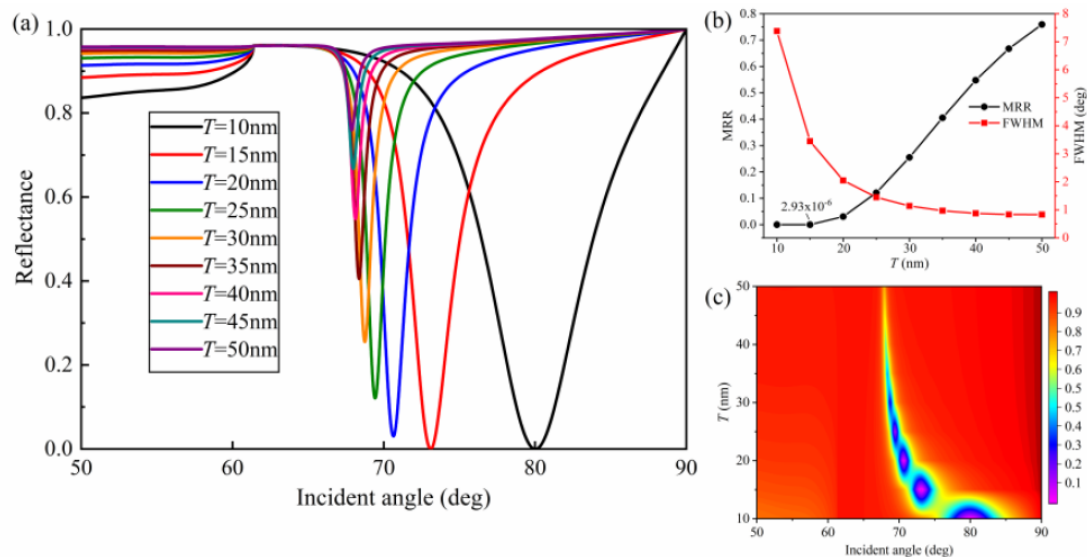 (a)
1.0
0.8
0.6
0.4
0.2
0.0
Reflectance
T=10nm
T=15nm
T=20nm
T=25nm
T=30nm
T=35nm
T=40nm
T=45nm
T=50nm
50 60 70 80 90
Incident angle (deg)
(b)
0.8
0.7
0.6
0.5
0.4
0.3
0.2
0.1
0.0
MRR
MRR
FWHM
2.93x10⁻⁶
8
7
6
5
4
3
2
1
0
FWHM (deg)
10 20 30 40 50
T (nm)
(c)
50
40
30
20
10
T (nm)
50 60 70 80 90
Incident angle (deg)
0.9
0.8
0.7
0.6
0.5
0.4
0.3
0.2
0.1